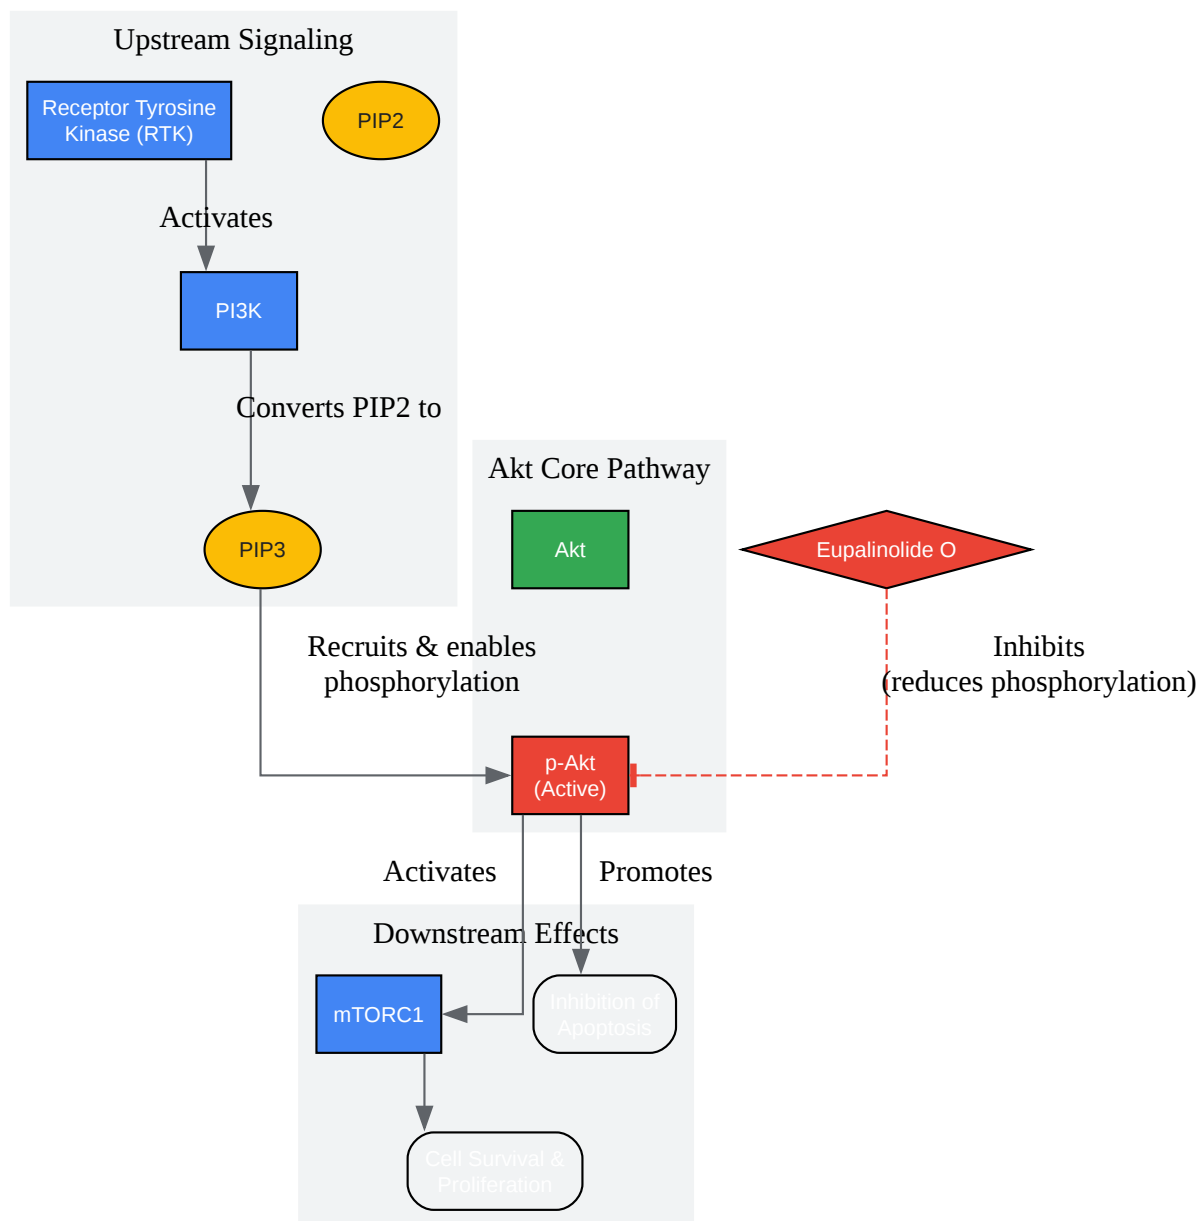 Upstream Signaling
Receptor Tyrosine
Kinase (RTK)
PIP2
Activates
PI3K
Converts PIP2 to
PIP3
Akt Core Pathway
Akt
Eupalinolide O
Recruits & enables
phosphorylation
Inhibits
(reduces phosphorylation)
p-Akt
(Active)
Activates
Promotes
Downstream Effects
mTORC1
Inhibition of
Apoptosis
Cell Survival &
Proliferation